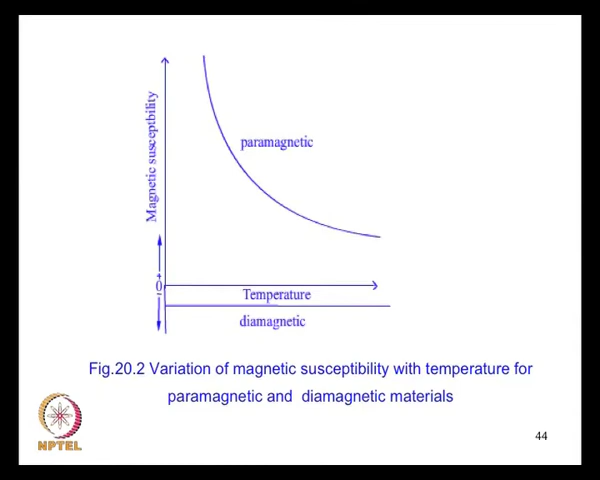 Magnetic susceptibility
paramagnetic
+
0
-
Temperature
diamagnetic
Fig.20.2 Variation of magnetic susceptibility with temperature for
paramagnetic and diamagnetic materials
NPTEL
44